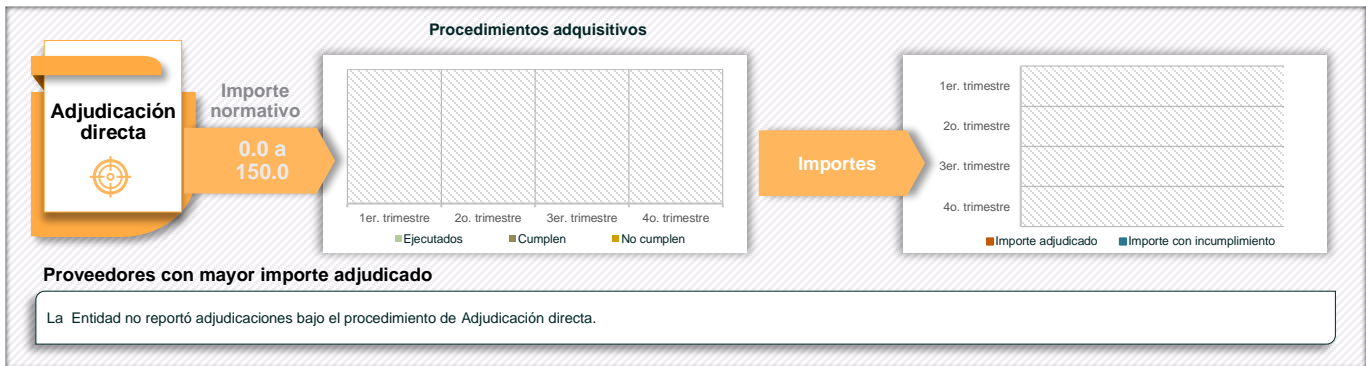 Procedimientos adquisitivos
Adjudicación
directa
Importe
normativo
0.0 a
150.0
1er. trimestre 2o. trimestre 3er. trimestre 4o. trimestre
Ejecutados Cumplen No cumplen
Importes
1er. trimestre
2o. trimestre
3er. trimestre
4o. trimestre
Importe adjudicado Importe con incumplimiento
Proveedores con mayor importe adjudicado
La Entidad no reportó adjudicaciones bajo el procedimiento de Adjudicación directa.